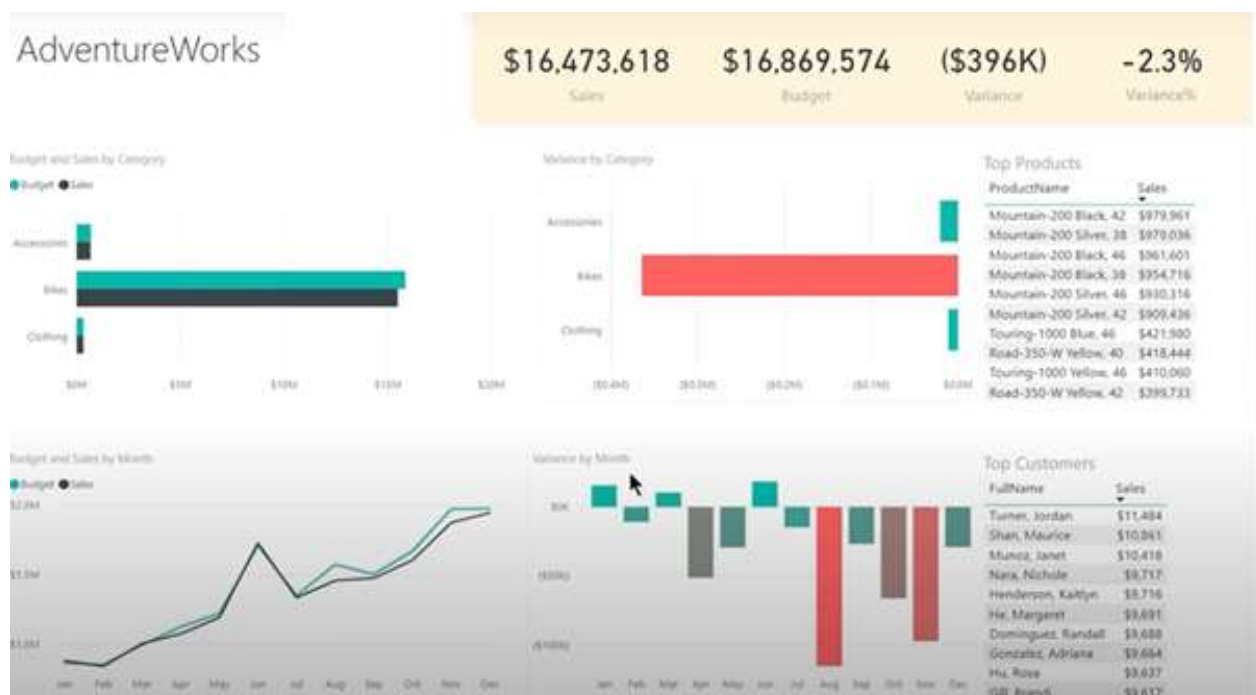 AdventureWorks
$16,473,618 $16,869,574 ($396K) -2.3%
Sales Budget Variance Variance%
Budget and Sales by Category
Budget Sales
Accessories
Bikes
Clothing
$0M $5M $10M $15M $20M
Variance by Category
Accessories
Bikes
Clothing
($0.4M) ($0.3M) ($0.2M) ($0.1M) $0.0M
Top Products
ProductName Sales
Mountain-200 Black, 42 $979,961
Mountain-200 Silver, 38 $979,036
Mountain-200 Black, 46 $961,601
Mountain-200 Black, 38 $954,716
Mountain-200 Silver, 46 $930,316
Mountain-200 Silver, 42 $909,436
Touring-1000 Blue, 46 $421,980
Road-350-W Yellow, 40 $418,444
Touring-1000 Yellow, 46 $410,060
Road-350-W Yellow, 42 $399,733
Budget and Sales by Month
Budget Sales
$2.0M
$1.5M
$1.0M
Jan Feb Mar Apr May Jun Jul Aug Sep Oct Nov Dec
Variance by Month
$0K
($50K)
($100K)
Jan Feb Mar Apr May Jun Jul Aug Sep Oct Nov Dec
Top Customers
FullName Sales
Turner, Jordan $11,484
Shan, Maurice $10,861
Munoz, Janet $10,418
Nara, Nichole $9,717
Henderson, Kaitlyn $9,716
He, Margaret $9,691
Dominguez, Randall $9,688
Gonzalez, Adriana $9,664
Hu, Rosa $9,637